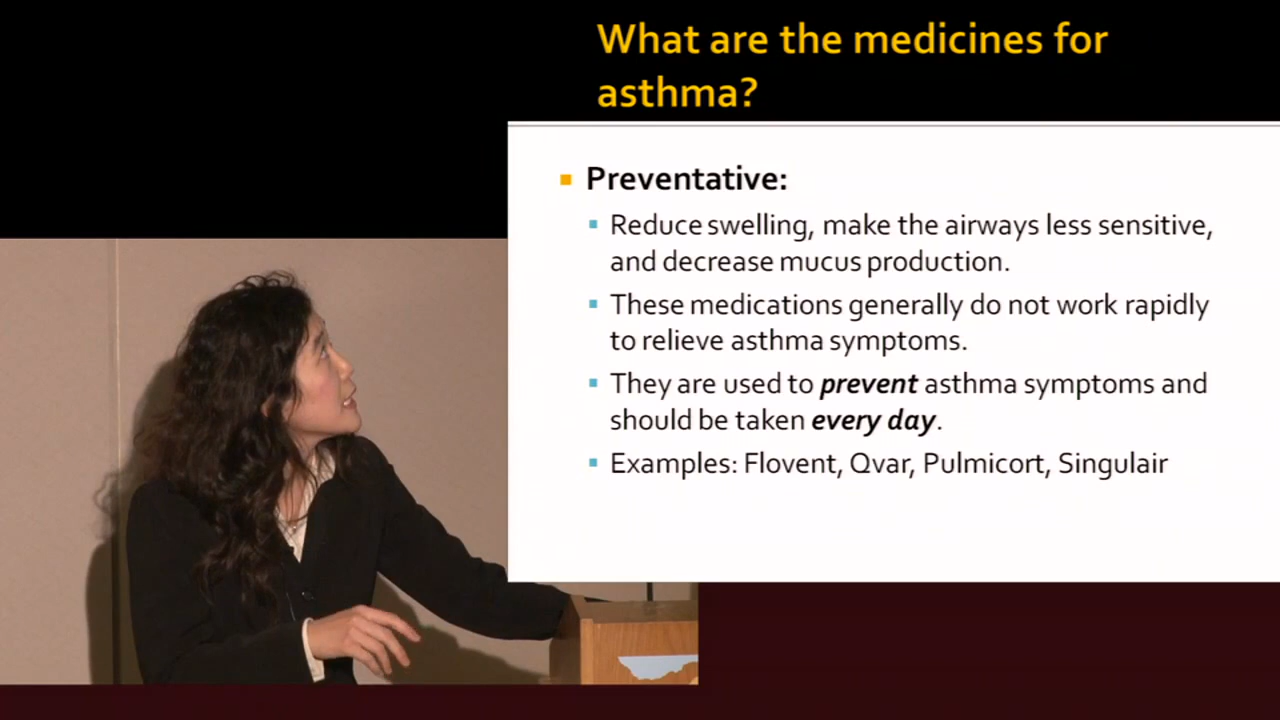 What are the medicines for
asthma?
Preventative:
Reduce swelling, make the airways less sensitive,
and decrease mucus production.
These medications generally do not work rapidly
to relieve asthma symptoms.
They are used to prevent asthma symptoms and
should be taken every day.
Examples: Flovent, Qvar, Pulmicort, Singulair